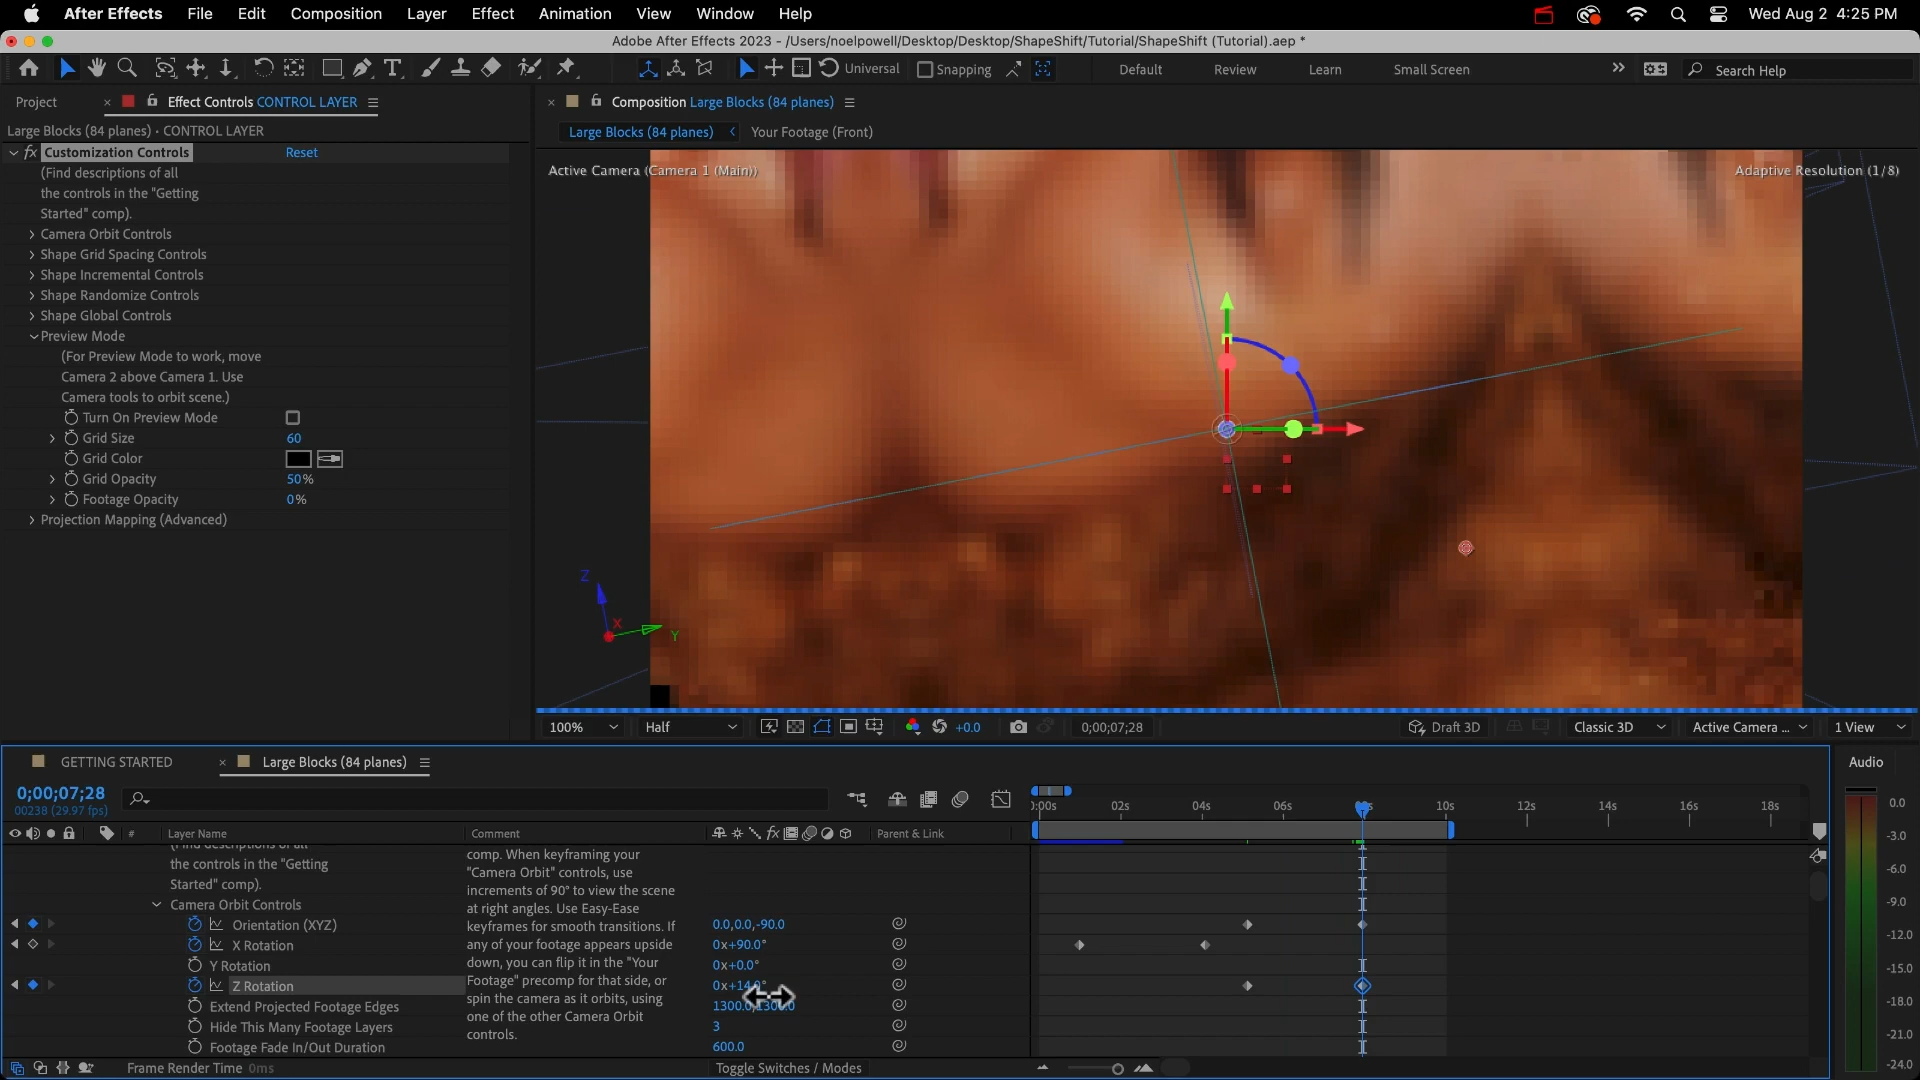 After Effects File Edit Composition Layer Effect Animation View Window Help Wed Aug 2 4:25 PM
Adobe After Effects 2023 - /Users/noelpowell/Desktop/Desktop/ShapeShift/Tutorial/ShapeShift (Tutorial).aep *
Universal Snapping Default Review Learn Small Screen Search Help
Project Effect Controls CONTROL LAYER
Composition Large Blocks (84 planes)
Large Blocks (84 planes) • CONTROL LAYER
Large Blocks (84 planes) Your Footage (Front)
fx Customization Controls Reset
(Find descriptions of all
the controls in the "Getting
Started" comp).
Camera Orbit Controls
Shape Grid Spacing Controls
Shape Incremental Controls
Shape Randomize Controls
Shape Global Controls
Preview Mode
(For Preview Mode to work, move
Camera 2 above Camera 1. Use
Camera tools to orbit scene.)
Turn On Preview Mode
Grid Size 60
Grid Color
Grid Opacity 50%
Footage Opacity 0%
Projection Mapping (Advanced)
Active Camera (Camera 1 (Main))
Adaptive Resolution (1/8)
Z
X
Y
100% Half +0.0 0;00;07;28 Draft 3D Classic 3D Active Camera ... 1 View
GETTING STARTED Large Blocks (84 planes) Audio
0;00;07;28
00238 (29.97 fps)
02s 04s 06s 10s 12s 14s 16s 18s
# Layer Name Comment fx Parent & Link
the controls in the "Getting
Started" comp).
Camera Orbit Controls
Orientation (XYZ) 0.0,0.0,-90.0
X Rotation 0x+90.0°
Y Rotation 0x+0.0°
Z Rotation
Extend Projected Footage Edges
Hide This Many Footage Layers 3
Footage Fade In/Out Duration 600.0
comp. When keyframing your
"Camera Orbit" controls, use
increments of 90° to view the scene
at right angles. Use Easy-Ease
keyframes for smooth transitions. If
any of your footage appears upside
down, you can flip it in the "Your
Footage" precomp for that side, or
spin the camera as it orbits, using
one of the other Camera Orbit
controls.
Frame Render Time 0ms Toggle Switches / Modes
0.0
-3.0
-6.0
-9.0
-12.0
-15.0
-18.0
-21.0
-24.0